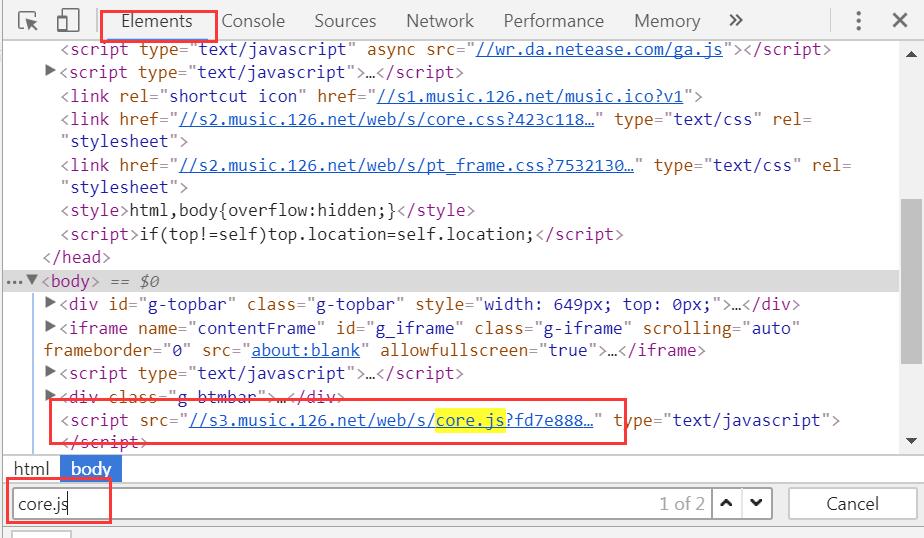 Elements Console Sources Network Performance Memory »
<script type="text/javascript" async src="//wr.da.netease.com/ga.js"></script>
<script type="text/javascript">…</script>
<link rel="shortcut icon" href="//s1.music.126.net/music.ico?v1">
<link href="//s2.music.126.net/web/s/core.css?423c118…" type="text/css" rel=
"stylesheet">
<link href="//s2.music.126.net/web/s/pt_frame.css?7532130…" type="text/css" rel=
"stylesheet">
<style>html,body{overflow:hidden;}</style>
<script>if(top!=self)top.location=self.location;</script>
</head>
…<body> == $0
<div id="g-topbar" class="g-topbar" style="width: 649px; top: 0px;">…</div>
<iframe name="contentFrame" id="g_iframe" class="g-iframe" scrolling="auto"
frameborder="0" src="about:blank" allowfullscreen="true">…</iframe>
<script type="text/javascript">…</script>
<div class="g-btmbar">…</div>
<script src="//s3.music.126.net/web/s/core.js?fd7e888…" type="text/javascript">
</script>
html body
core.js 1 of 2 Cancel